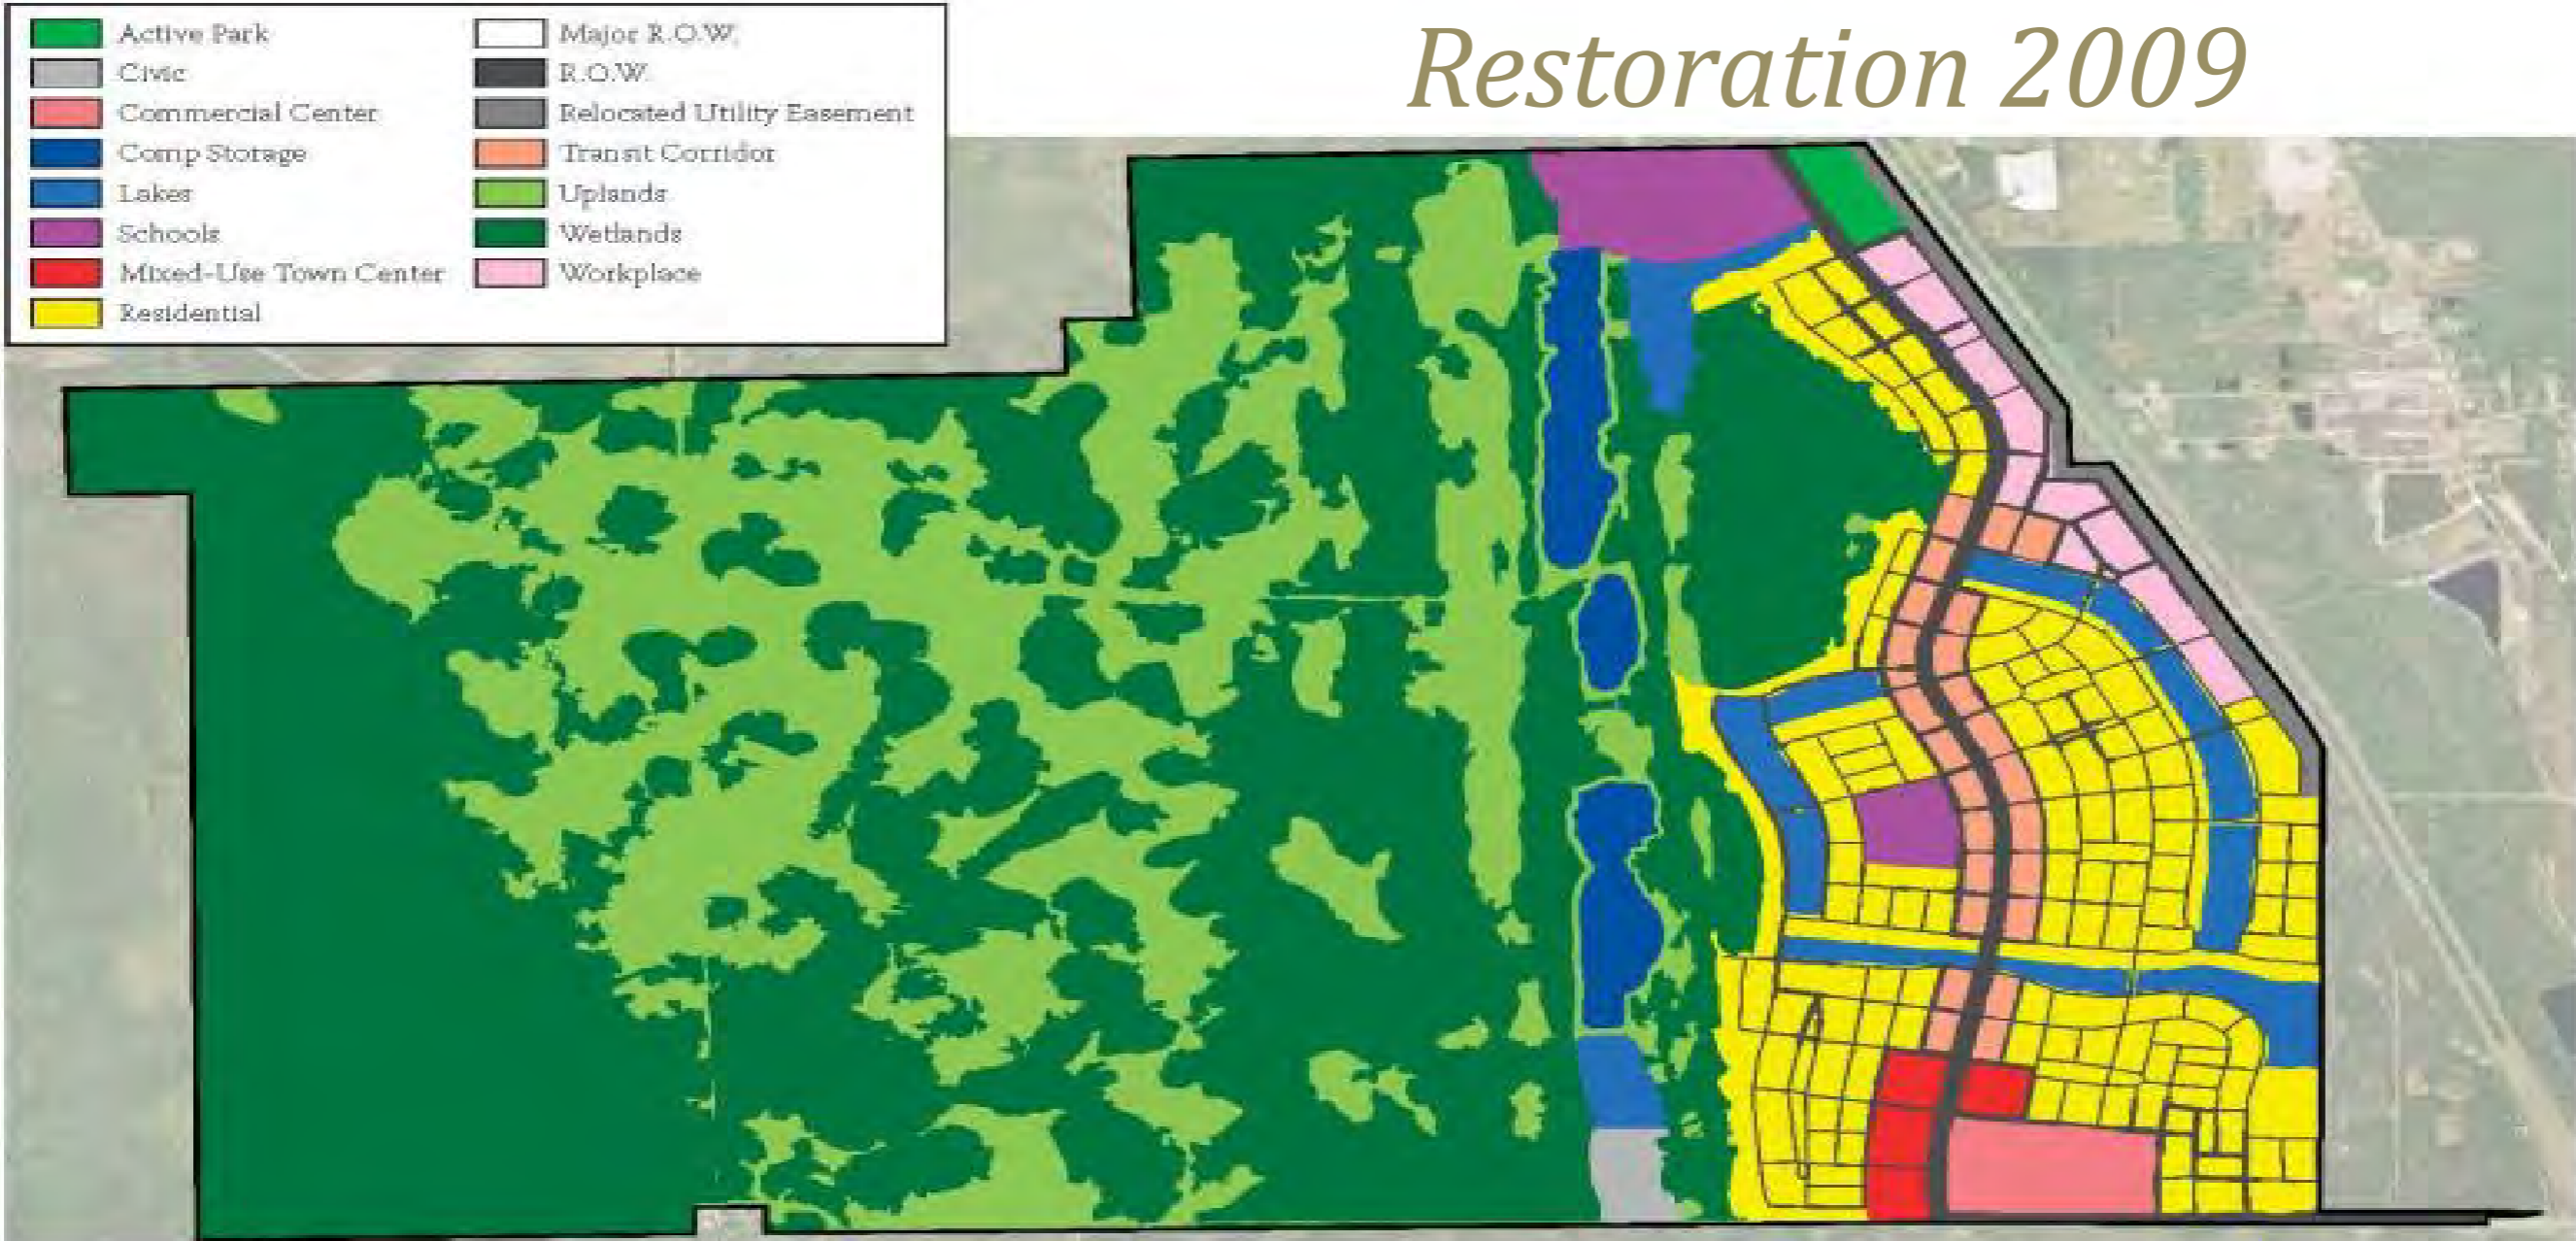 Restoration 2009
Active Park
Civic
Commercial Center
Comp Storage
Lakes
Schools
Mixed-Use Town Center
Residential
Major R.O.W.
R.O.W.
Relocated Utility Easement
Transit Corridor
Uplands
Wetlands
Workplace